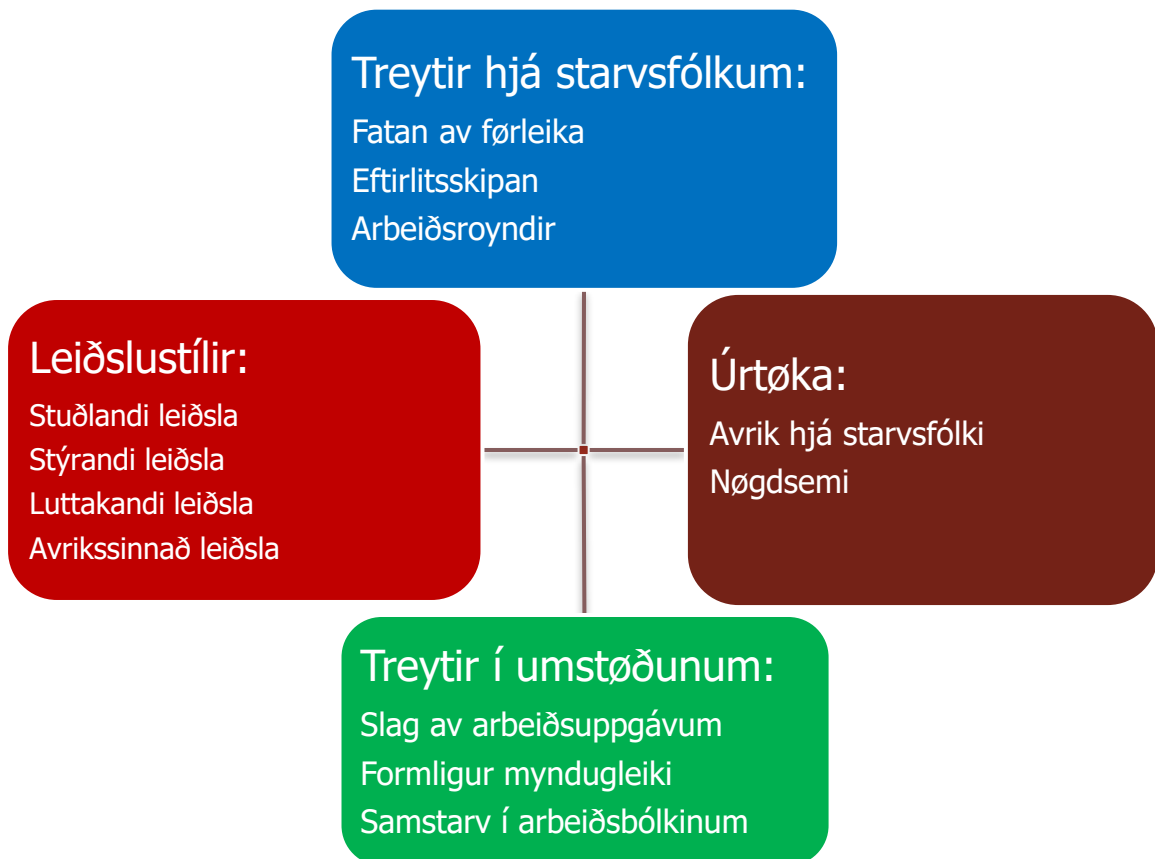 Treytir hjá starvsfólkum:
Fatan av førleika
Eftirlitsskipan
Arbeiðsroyndir
Leiðslustílir:
Stuðlandi leiðsla
Stýrandi leiðsla
Luttakandi leiðsla
Avrikssinnað leiðsla
Úrtøka:
Avrik hjá starvsfólki
Nøgdsemi
Treytir í umstøðunum:
Slag av arbeiðsuppgávum
Formligur myndugleiki
Samstarv í arbeiðsbólkinum